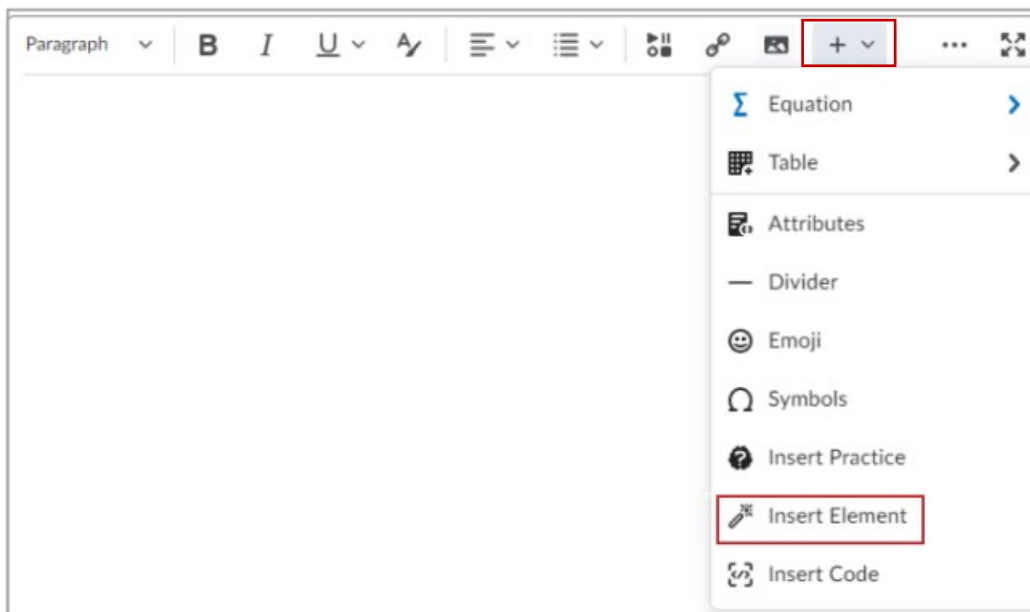 Paragraph B I U A
Equation
Table
Attributes
Divider
Emoji
Symbols
Insert Practice
Insert Element
Insert Code